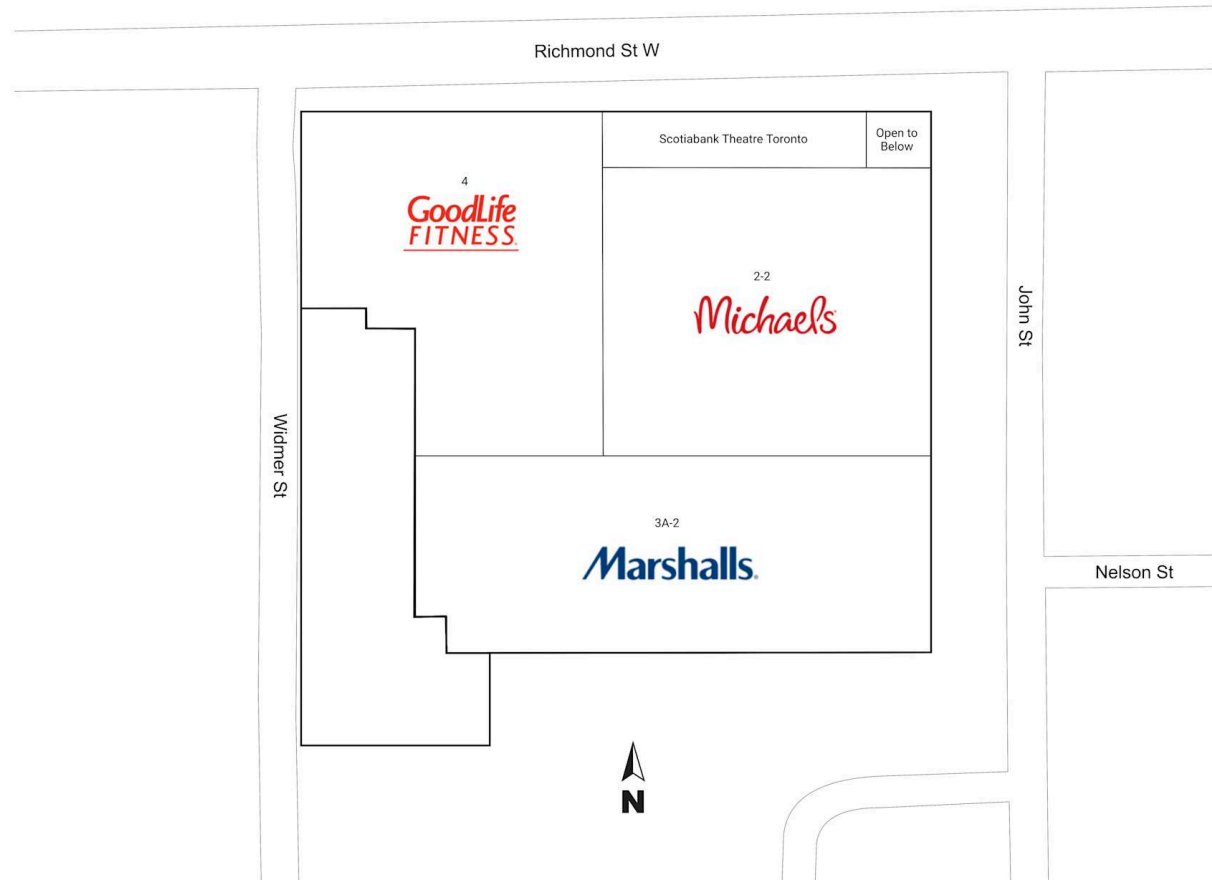 Richmond St W
Scotiabank Theatre Toronto
Open to
Below
4
GoodLife
FITNESS.
2-2
Michaels
John St
Widmer St
3A-2
Marshalls.
Nelson St
N